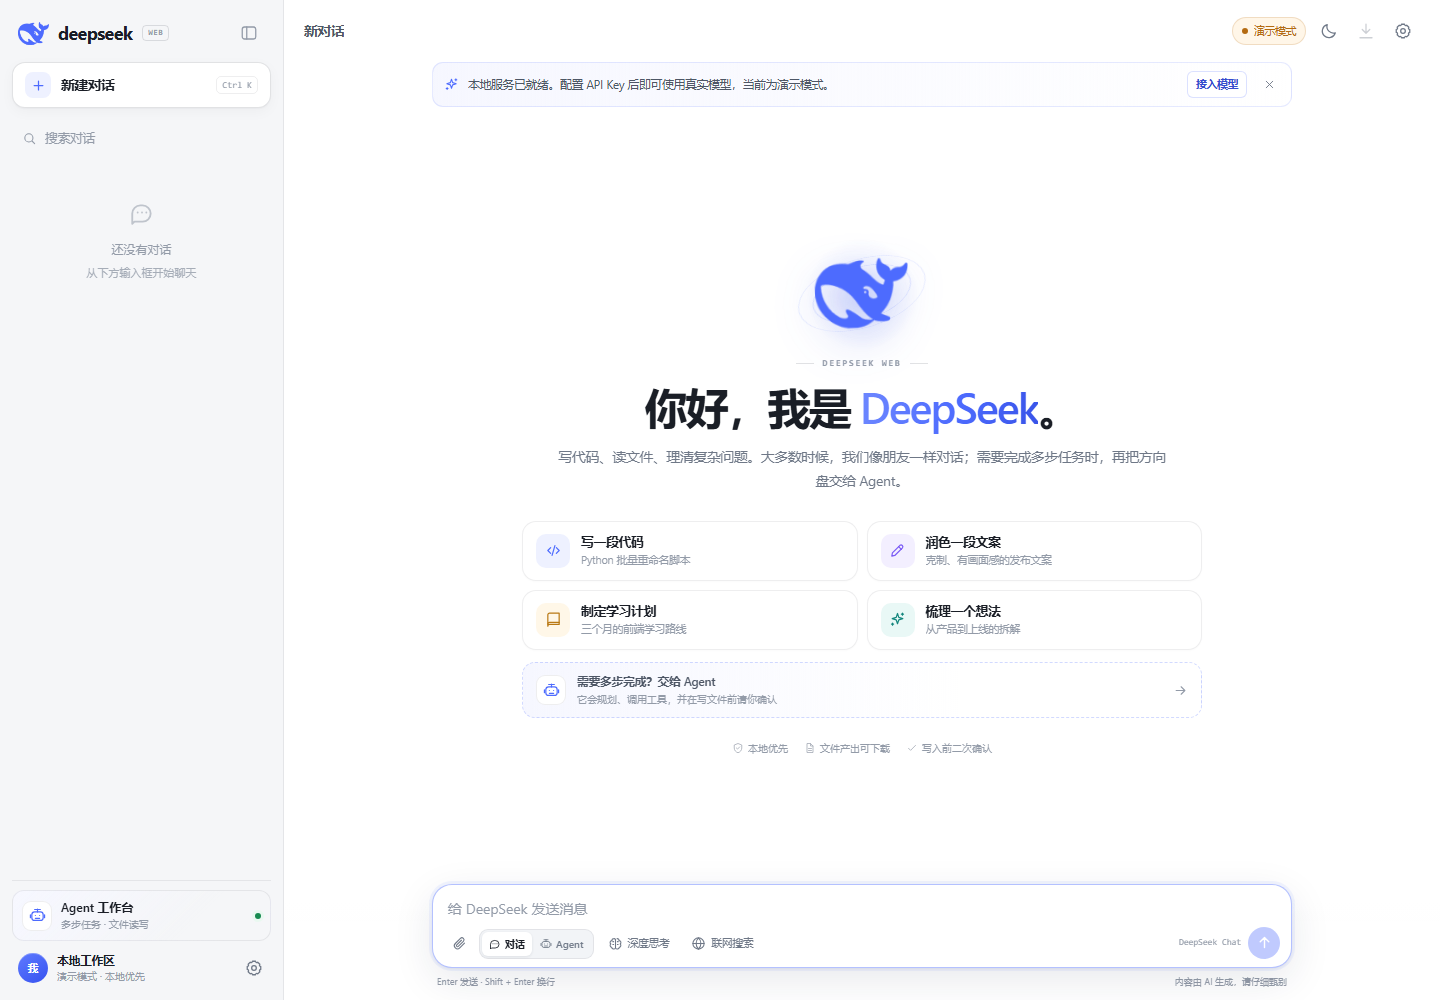 deepseek WEB
新建对话 Ctrl K
搜索对话
还没有对话
从下方输入框开始聊天
Agent 工作台
多步任务 · 文件读写
我 本地工作区
演示模式 · 本地优先
新对话
演示模式
本地服务已就绪。配置 API Key 后即可使用真实模型，当前为演示模式。
接入模型
DEEPSEEK WEB
你好，我是 DeepSeek。
写代码、读文件、理清复杂问题。大多数时候，我们像朋友一样对话；需要完成多步任务时，再把方向
盘交给 Agent。
写一段代码
Python 批量重命名脚本
润色一段文案
克制、有画面感的发布文案
制定学习计划
三个月的前端学习路线
梳理一个想法
从产品到上线的拆解
需要多步完成？交给 Agent
它会规划、调用工具，并在写文件前请你确认
本地优先 文件产出可下载 写入前二次确认
给 DeepSeek 发送消息
对话 Agent 深度思考 联网搜索 DeepSeek Chat
Enter 发送 · Shift + Enter 换行
内容由 AI 生成，请仔细甄别